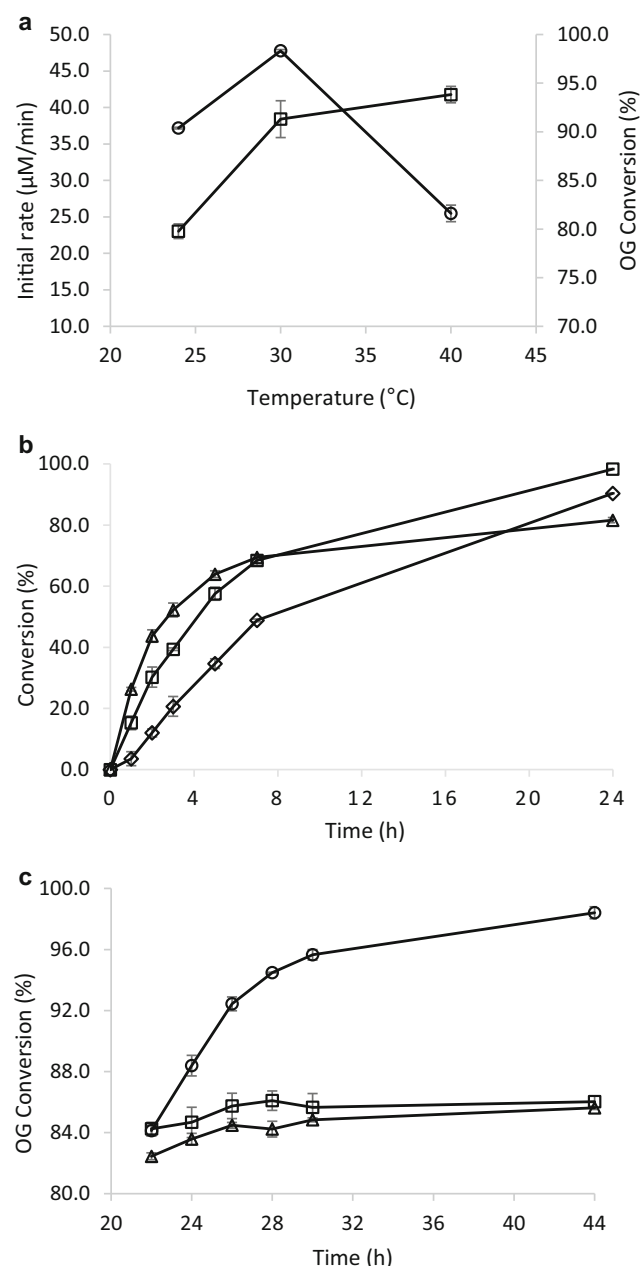 a
50.0
45.0
40.0
35.0
30.0
25.0
20.0
15.0
10.0
Initial rate (µM/min)
100.0
95.0
90.0
85.0
80.0
75.0
70.0
OG Conversion (%)
20 25 30 35 40 45
Temperature (°C)
b
100.0
80.0
60.0
40.0
20.0
0.0
Conversion (%)
0 4 8 12 16 20 24
Time (h)
c
100.0
96.0
92.0
88.0
84.0
80.0
OG Conversion (%)
20 24 28 32 36 40 44
Time (h)